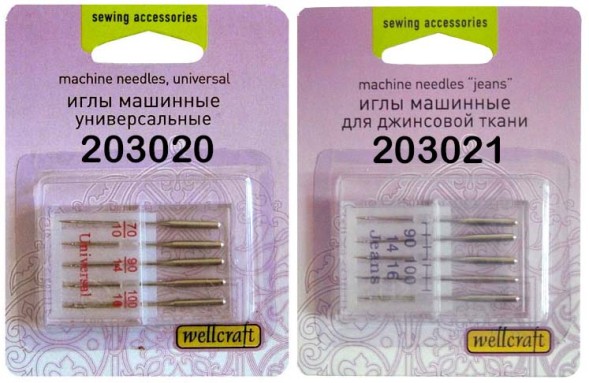 sewing accessories
machine needles, universal
иглы машинные
универсальные
203020
70 90 100
10 14 16
Universal
wellcraft
sewing accessories
machine needles "jeans"
иглы машинные
для джинсовой ткани
203021
90 100
14 16
Jeans
wellcraft